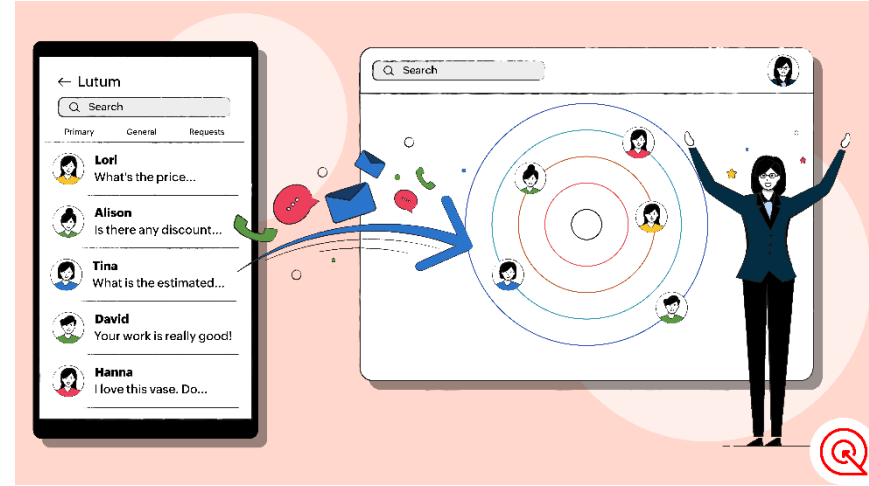 ← Lutum
Search
Primary General Requests
Lori
What's the price...
Alison
Is there any discount...
Tina
What is the estimated...
David
Your work is really good!
Hanna
I love this vase. Do...
Search